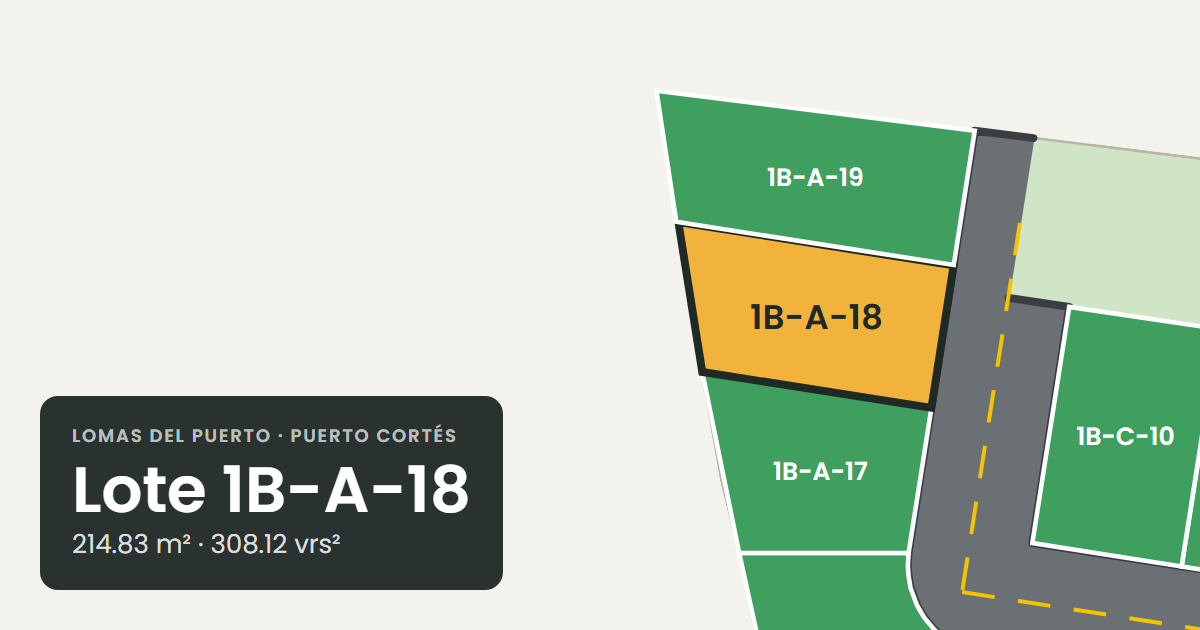 1B-A-19
1B-A-18
1B-A-17
1B-C-10
LOMAS DEL PUERTO · PUERTO CORTÉS
Lote 1B-A-18
214.83 m² · 308.12 vrs²